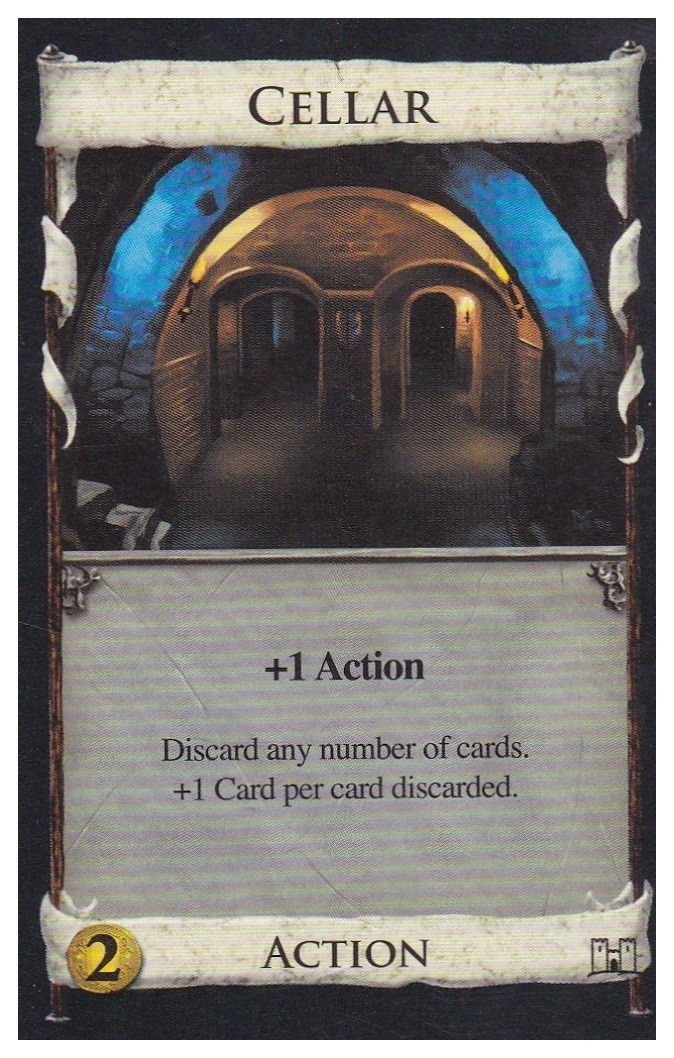 CELLAR
+1 Action
Discard any number of cards.
+1 Card per card discarded.
2
ACTION